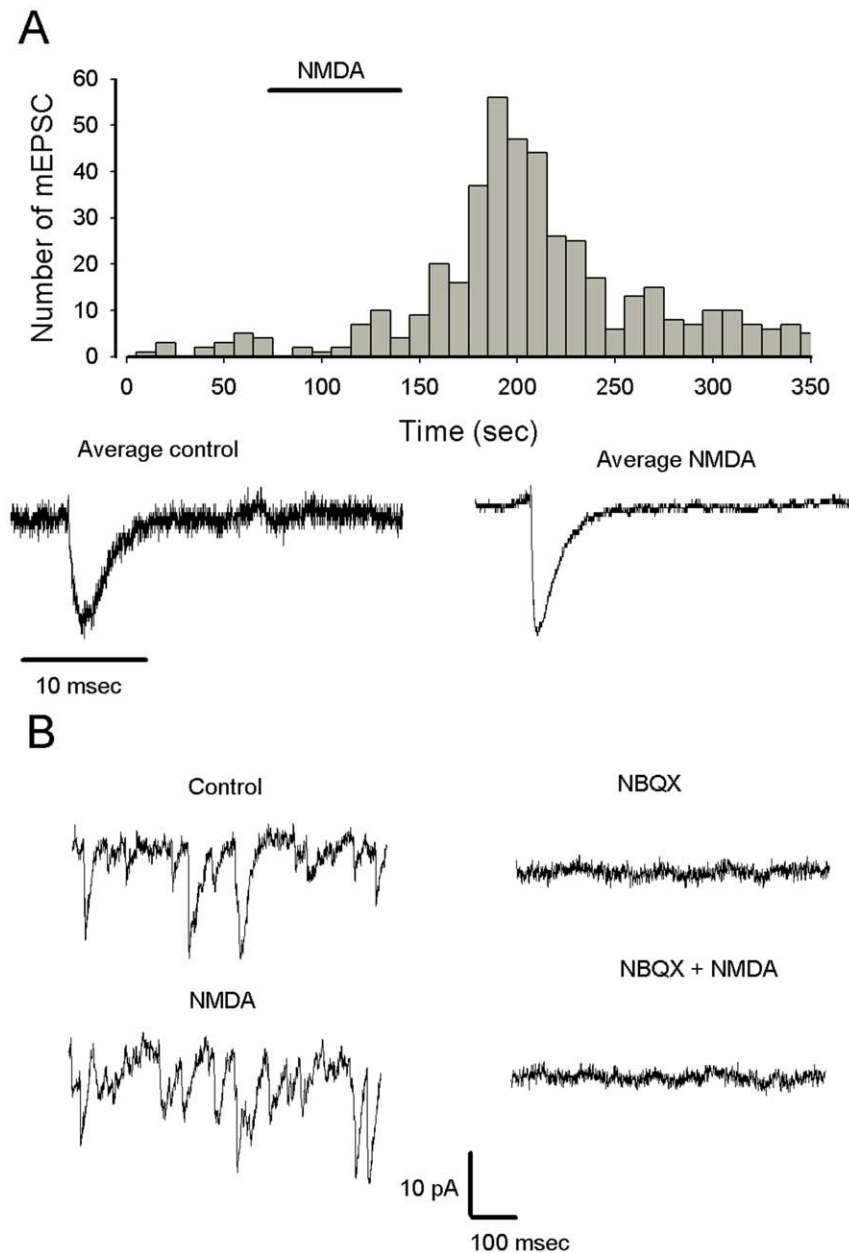 A
NMDA
Number of mEPSC
60
50
40
30
20
10
0
0 50 100 150 200 250 300 350
Time (sec)
Average control
Average NMDA
10 msec
B
Control
NBQX
NMDA
NBQX + NMDA
10 pA
100 msec